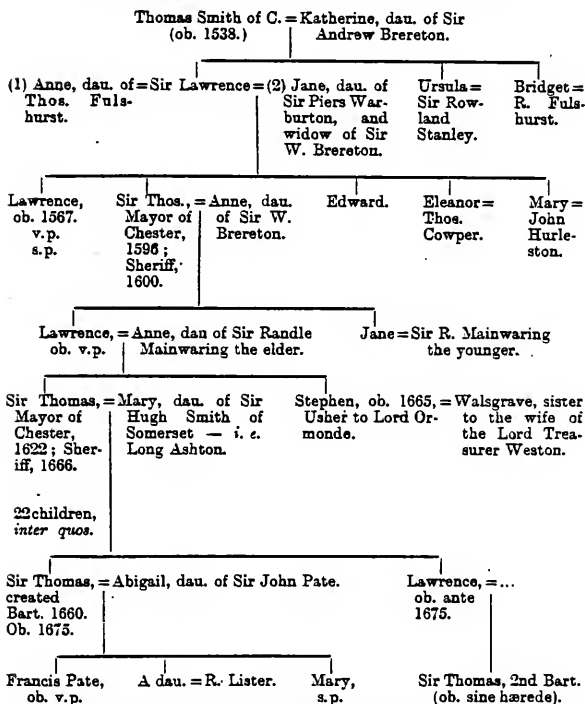 Thomas Smith of C. = Katherine, dau. of Sir
(ob. 1538.) Andrew Brereton.
(1) Anne, dau. of = Sir Lawrence = (2) Jane, dau. of
Thos. Fuls-
hurst.
Sir Piers War-
burton, and
widow of Sir
W. Brereton.
Ursula =
Sir Row-
land
Stanley.
Bridget =
R. Fuls-
hurst.
Lawrence,
ob. 1567.
v.p.
s.p.
Sir Thos., = Anne, dau.
Mayor of
Chester,
1596 ;
Sheriff,
1600.
of Sir W.
Brereton.
Edward.
Eleanor =
Thos.
Cowper.
Mary =
John
Hurle-
ston.
Lawrence, = Anne, dau of Sir Randle
ob. v.p. Mainwaring the elder.
Jane = Sir R. Mainwaring
the younger.
Sir Thomas, = Mary, dau. of Sir
Mayor of
Chester,
1622 ; Sher-
iff, 1666.
Hugh Smith of
Somerset — i. e.
Long Ashton.
Stephen, ob. 1665, = Walsgrave, sister
Usher to Lord Or-
monde.
to the wife of
the Lord Trea-
surer Weston.
22 children,
inter quos.
Sir Thomas, = Abigail, dau. of Sir John Pate.
created
Bart. 1660.
Ob. 1675.
Lawrence, = ...
ob. ante
1675.
Francis Pate,
ob. v.p.
A dau. = R. Lister.
Mary,
s.p.
Sir Thomas, 2nd Bart.
(ob. sine hærede).